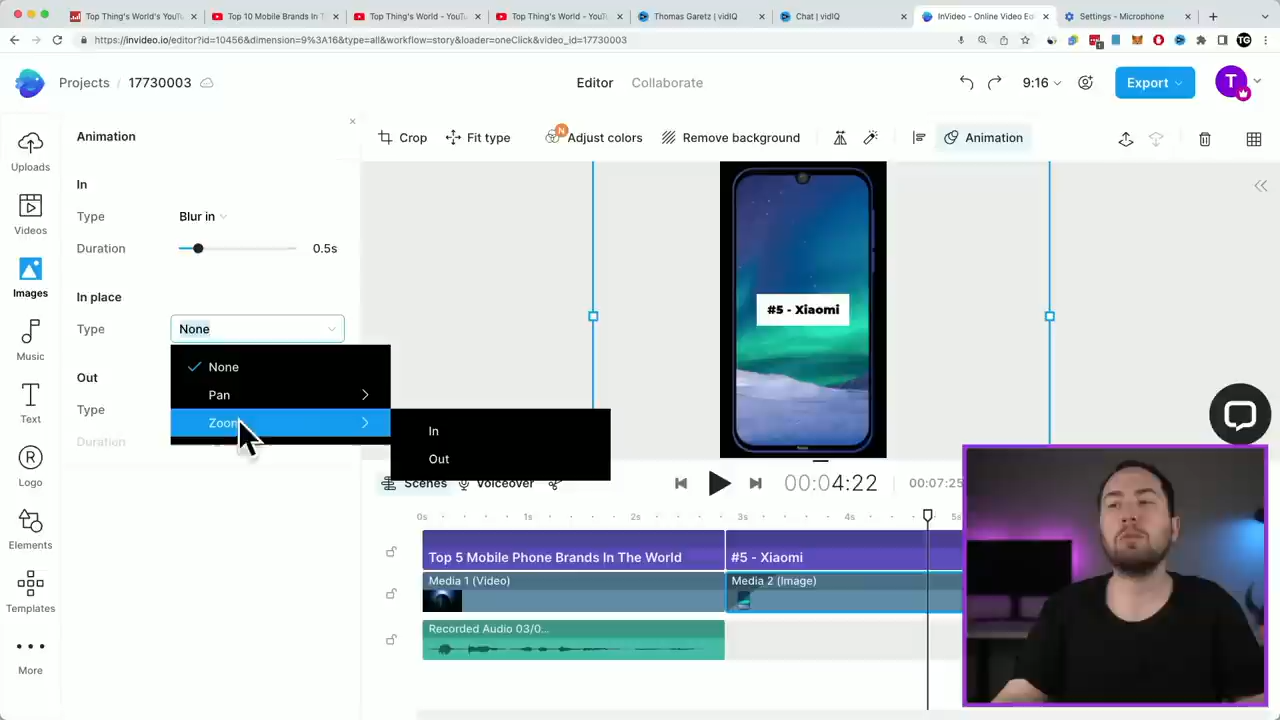 Top Thing's World's YouT
Top 10 Mobile Brands In T
Top Thing's World - YouT
Top Thing's World - YouT
Thomas Garetz | vidIQ
Chat | vidIQ
InVideo - Online Video Ed
Settings - Microphone
https://invideo.io/editor?id=10456&dimension=9%3A16&type=all&workflow=story&loader=oneClick&video_id=17730003
TG
Projects / 17730003
Editor
Collaborate
9:16
Export
T
Animation
Crop
Fit type
N
Adjust colors
Remove background
Animation
Uploads
Videos
Images
Music
Text
Logo
Elements
Templates
More
In
Type
Blur in
Duration
0.5s
In place
Type
None
None
Pan
Zoom
In
Out
Out
Type
Duration
#5 - Xiaomi
Scenes
Voiceover
00:04:22
00:07:25
0s 1s 2s 3s 4s 5s
Top 5 Mobile Phone Brands In The World
#5 - Xiaomi
Media 1 (Video)
Media 2 (Image)
Recorded Audio 03/0...